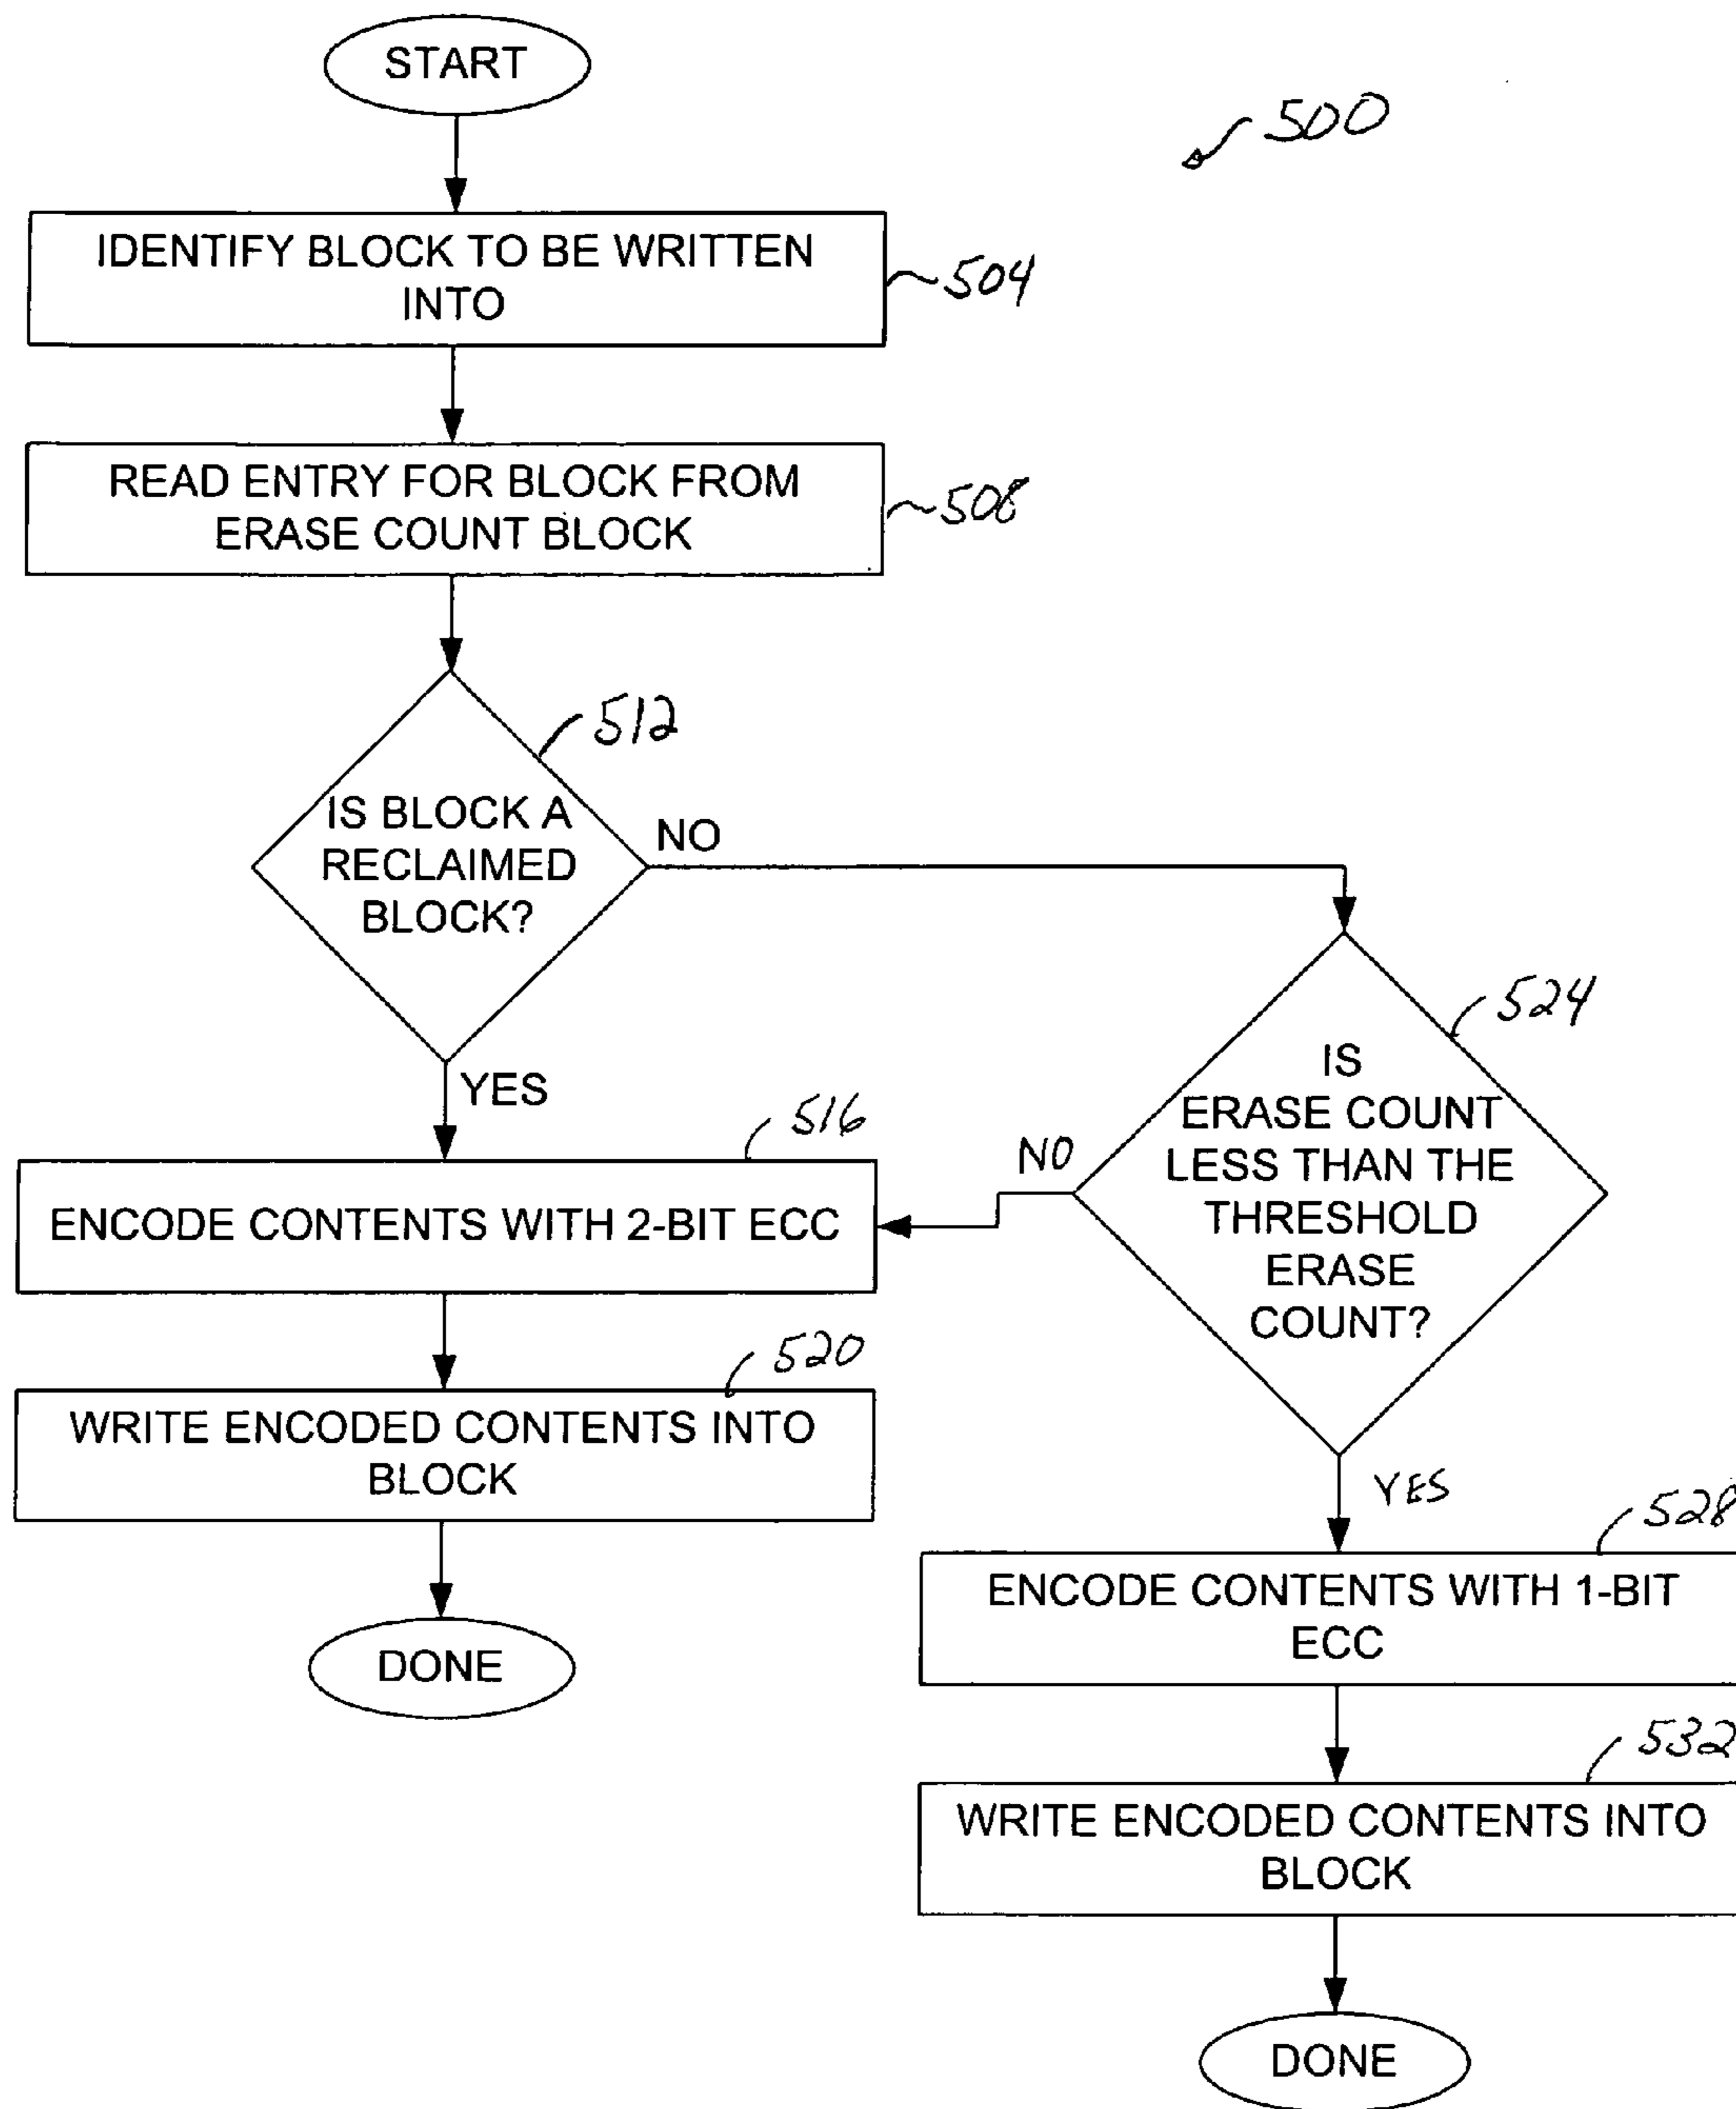 START
500
IDENTIFY BLOCK TO BE WRITTEN
INTO
504
READ ENTRY FOR BLOCK FROM
ERASE COUNT BLOCK
508
512
IS BLOCK A
RECLAIMED
BLOCK?
NO
YES
524
IS
ERASE COUNT
LESS THAN THE
THRESHOLD
ERASE
COUNT?
NO
YES
516
ENCODE CONTENTS WITH 2-BIT ECC
520
WRITE ENCODED CONTENTS INTO
BLOCK
DONE
528
ENCODE CONTENTS WITH 1-BIT
ECC
532
WRITE ENCODED CONTENTS INTO
BLOCK
DONE